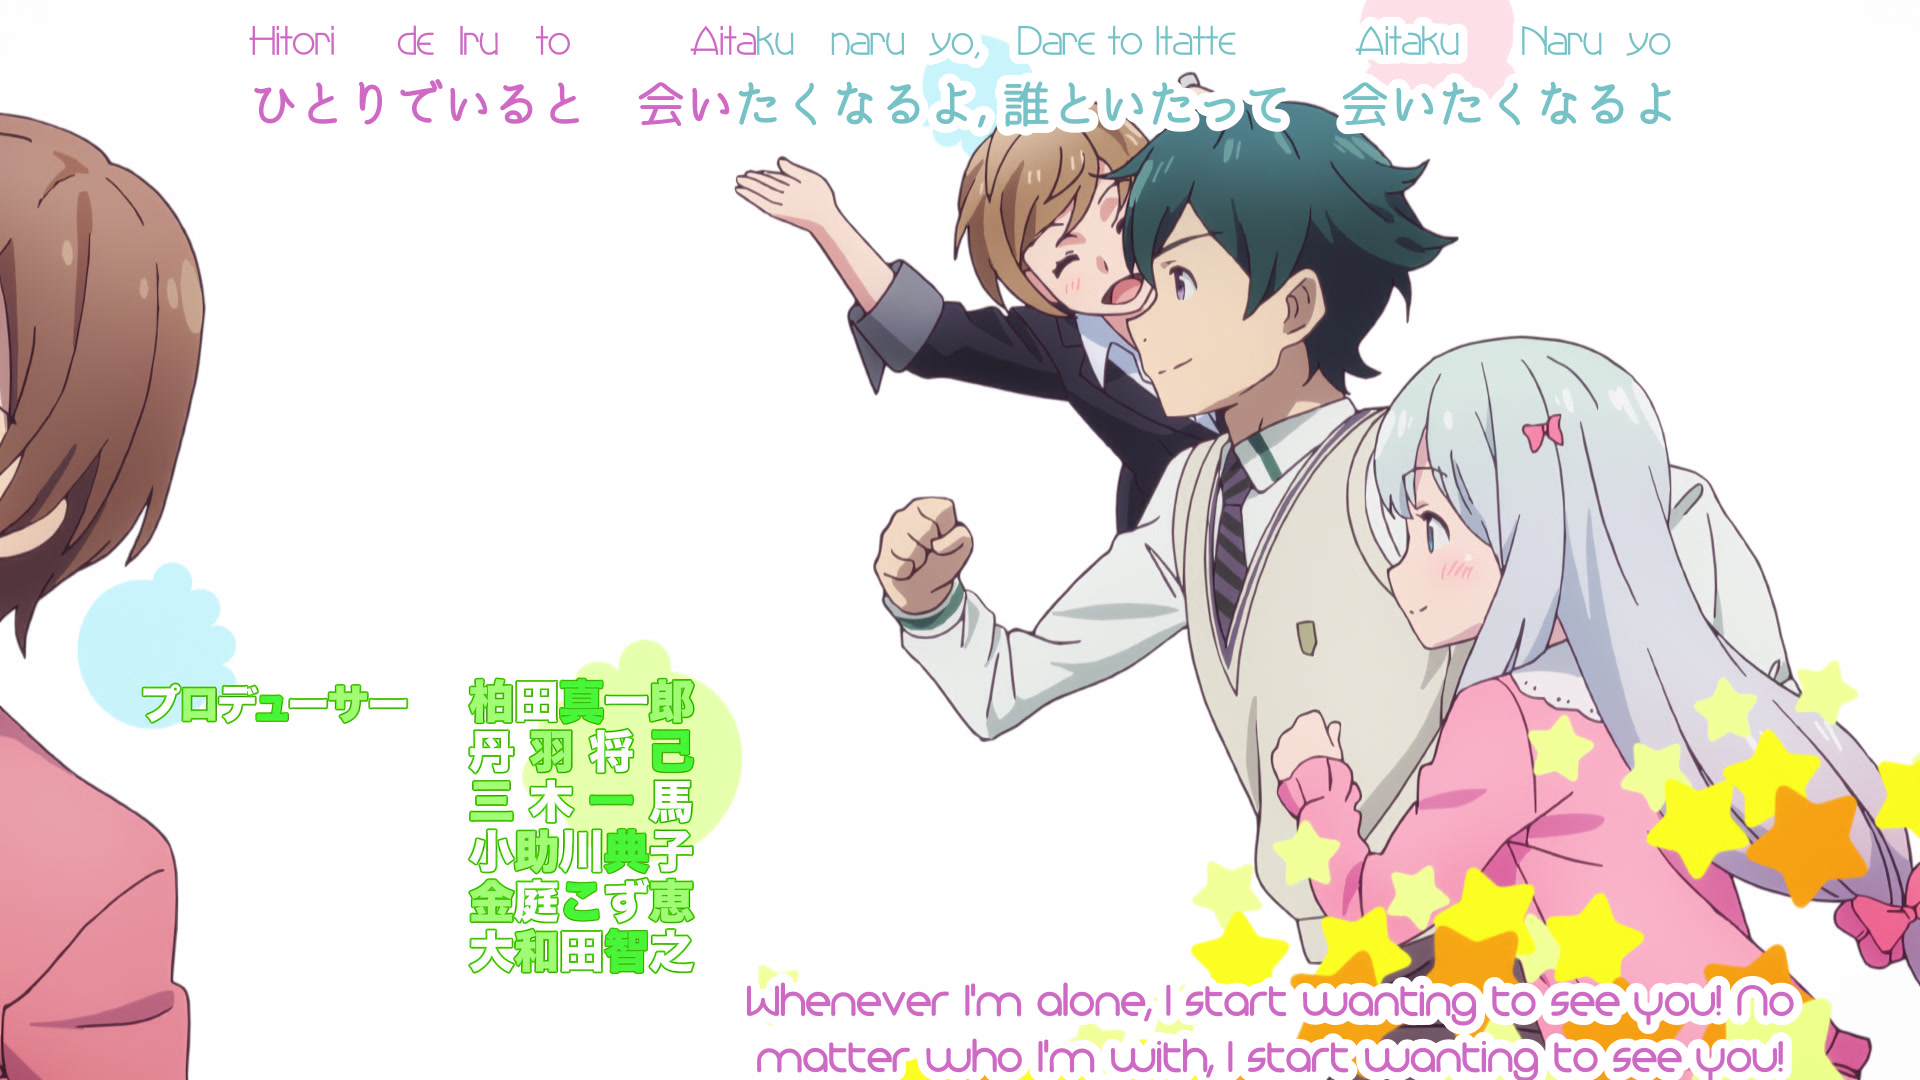 Hitori de Iru to Aitaku naru yo, Dare to Itatte Aitaku Naru yo
ひとりでいると 会いたくなるよ, 誰といたって 会いたくなるよ
プロデューサー 柏田真一郎
丹羽将己
三木一馬
小助川典子
金庭こず恵
大和田智之
Whenever I'm alone, I start wanting to see you! No
matter who I'm with, I start wanting to see you!